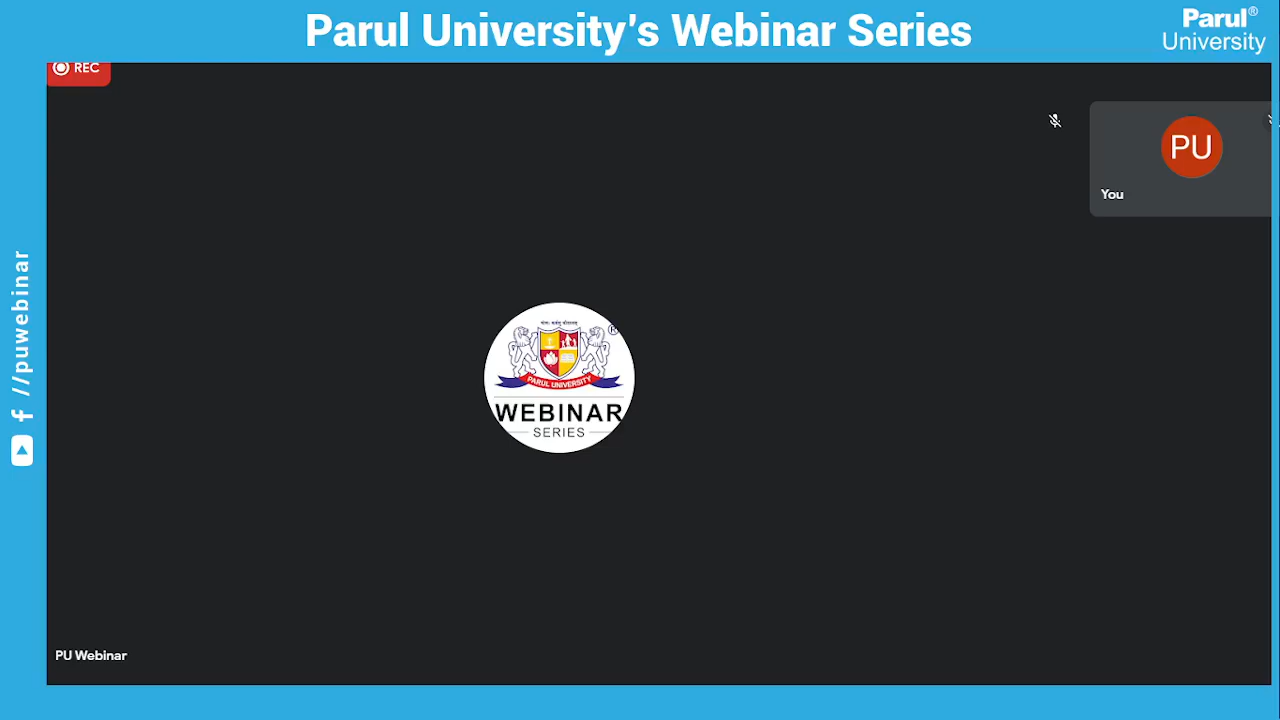 Parul University's Webinar Series
Parul®
University
REC
PU
You
//puwebinar
®
PARUL UNIVERSITY
WEBINAR
SERIES
PU Webinar